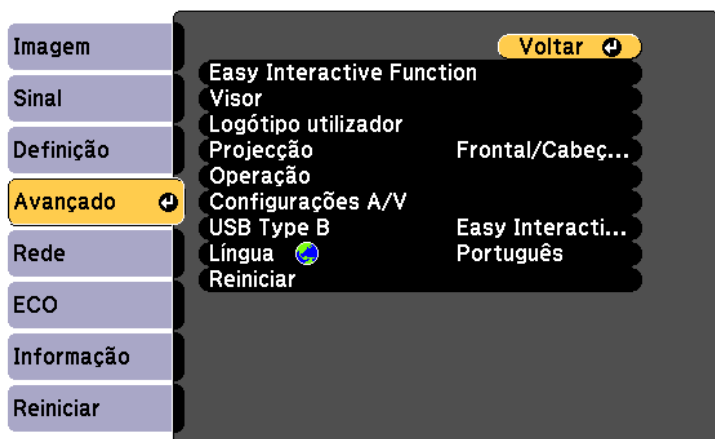 Imagem
Sinal
Definição
Avançado
Rede
ECO
Informação
Reiniciar
Voltar
Easy Interactive Function
Visor
Logótipo utilizador
Projecção Frontal/Cabeç...
Operação
Configurações A/V
USB Type B Easy Interacti...
Língua Português
Reiniciar